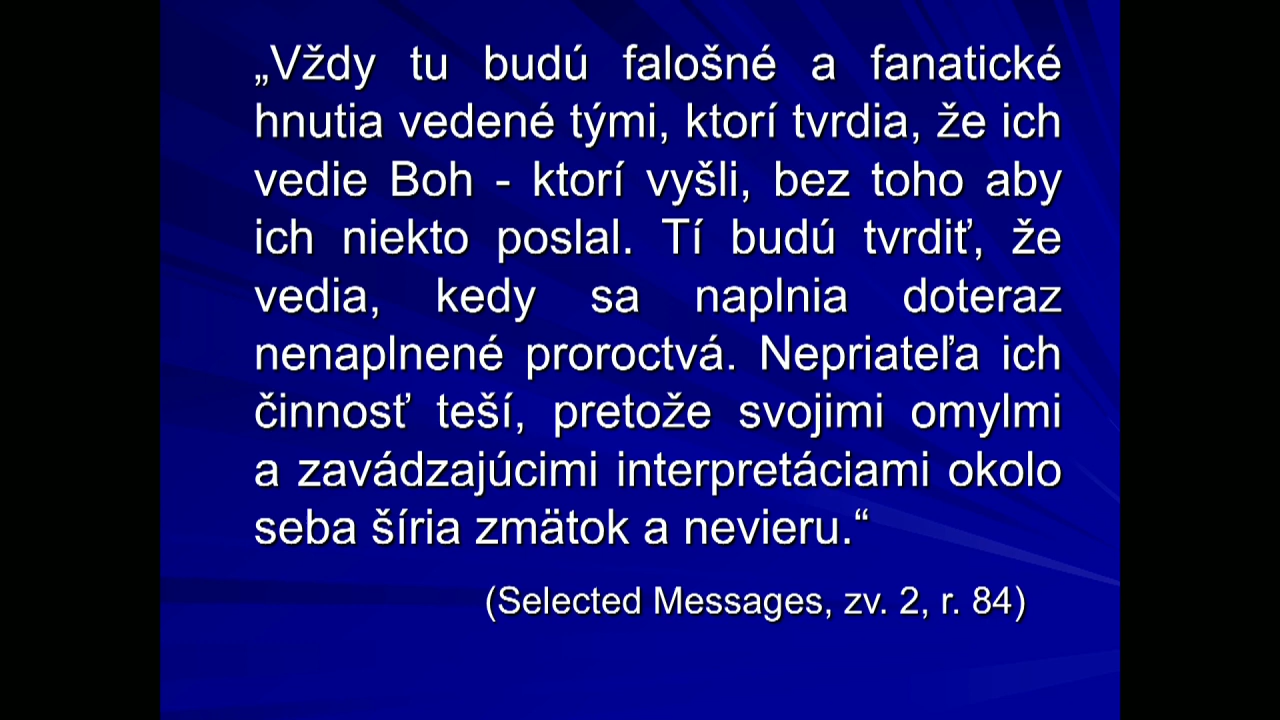 „Vždy tu budú falošné a fanatické
hnutia vedené tými, ktorí tvrdia, že ich
vedie Boh - ktorí vyšli, bez toho aby
ich niekto poslal. Tí budú tvrdiť, že
vedia, kedy sa naplnia doteraz
nenaplnené proroctvá. Nepriateľa ich
činnosť teší, pretože svojimi omylmi
a zavádzajúcimi interpretáciami okolo
seba šíria zmätok a nevieru.“
(Selected Messages, zv. 2, r. 84)